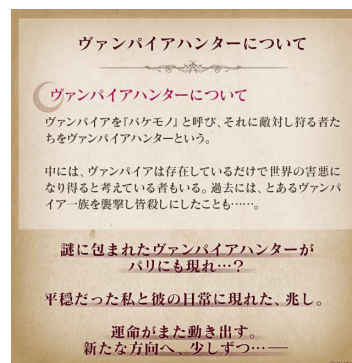 ヴァンパイアハンターについて
ヴァンパイアハンターについて
ヴァンパイアを『バケモノ』と呼び、それに敵対し狩る者た
ちをヴァンパイアハンターという。
中には、ヴァンパイアは存在しているだけで世界の害悪に
なり得ると考えている者もいる。過去には、とあるヴァンパ
イア一族を襲撃し皆殺しにしたことも……。
謎に包まれたヴァンパイアハンターが
パリにも現れ…？
平穏だった私と彼の日常に現れた、兆し。
運命がまた動き出す。
新たな方向へ、少しずつ…――